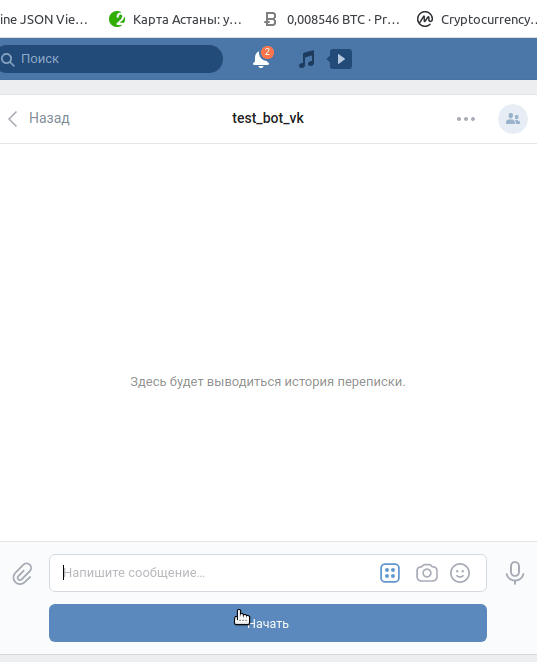 ine JSON Vie... Карта Астаны: у... 0,008546 BTC · Pr... Cryptocurrency...
Поиск 2
Назад test_bot_vk
Здесь будет выводиться история переписки.
Напишите сообщение...
Начать